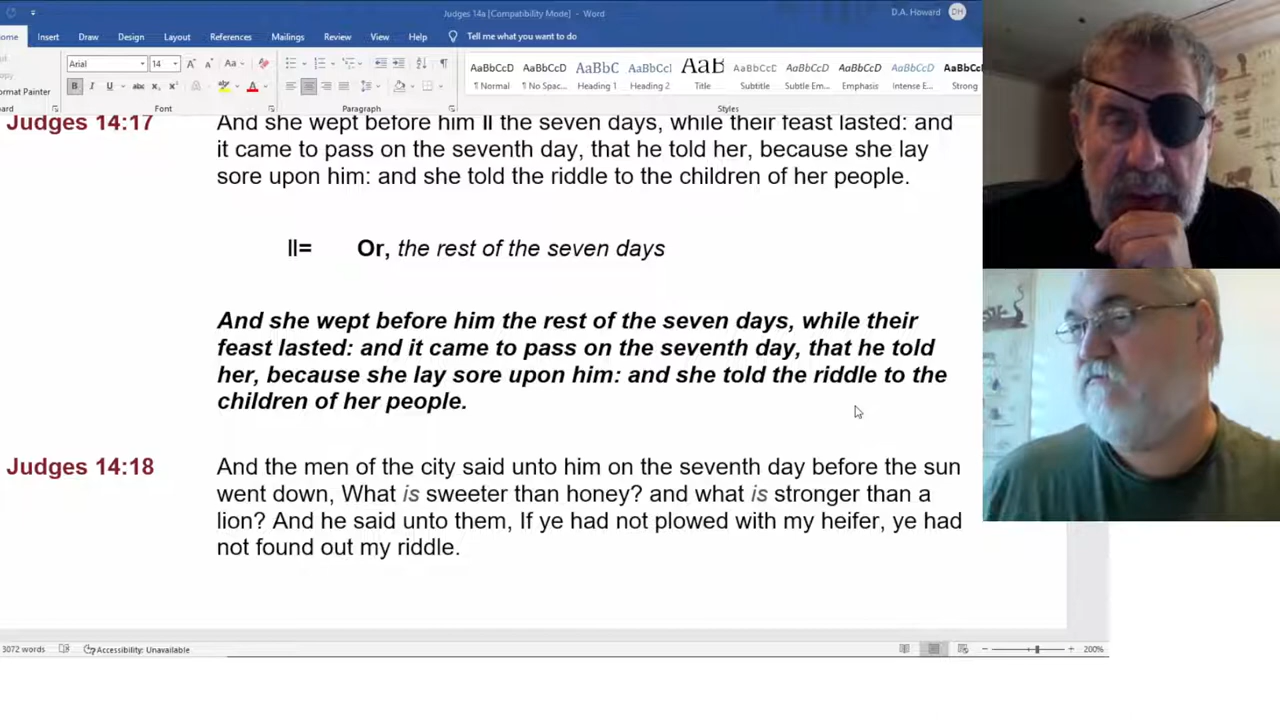 Judges 14a [Compatibility Mode] - Word
D.A. Howard
DH
ome Insert Draw Design Layout References Mailings Review View Help Tell me what you want to do
Arial 14 Aa
B I U abc x₂ x² A
ormat Painter
Font Paragraph Styles
AaBbCcD AaBbCcD AaBbC AaBbCcl AaB AaBbCcD AaBbCcD AaBbCcD AaBbCcD AaBbCcD
¶ Normal ¶ No Spac... Heading 1 Heading 2 Title Subtitle Subtle Em... Emphasis Intense E... Strong
Judges 14:17 And she wept before him ‖ the seven days, while their feast lasted: and
it came to pass on the seventh day, that he told her, because she lay
sore upon him: and she told the riddle to the children of her people.
‖= Or, the rest of the seven days
And she wept before him the rest of the seven days, while their
feast lasted: and it came to pass on the seventh day, that he told
her, because she lay sore upon him: and she told the riddle to the
children of her people.
Judges 14:18 And the men of the city said unto him on the seventh day before the sun
went down, What is sweeter than honey? and what is stronger than a
lion? And he said unto them, If ye had not plowed with my heifer, ye had
not found out my riddle.
3072 words Accessibility: Unavailable 200%